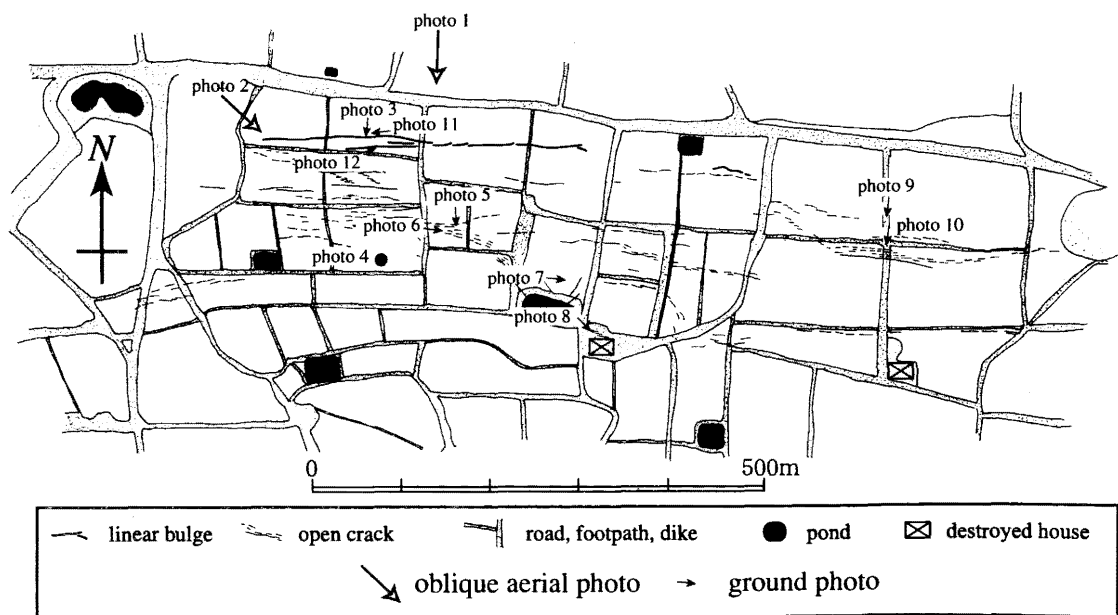 photo 1
photo 2
photo 3
photo 11
N
photo 12
photo 5
photo 9
photo 6
photo 10
photo 4
photo 7
photo 8
0 500m
linear bulge open crack road, footpath, dike pond destroyed house
oblique aerial photo ground photo